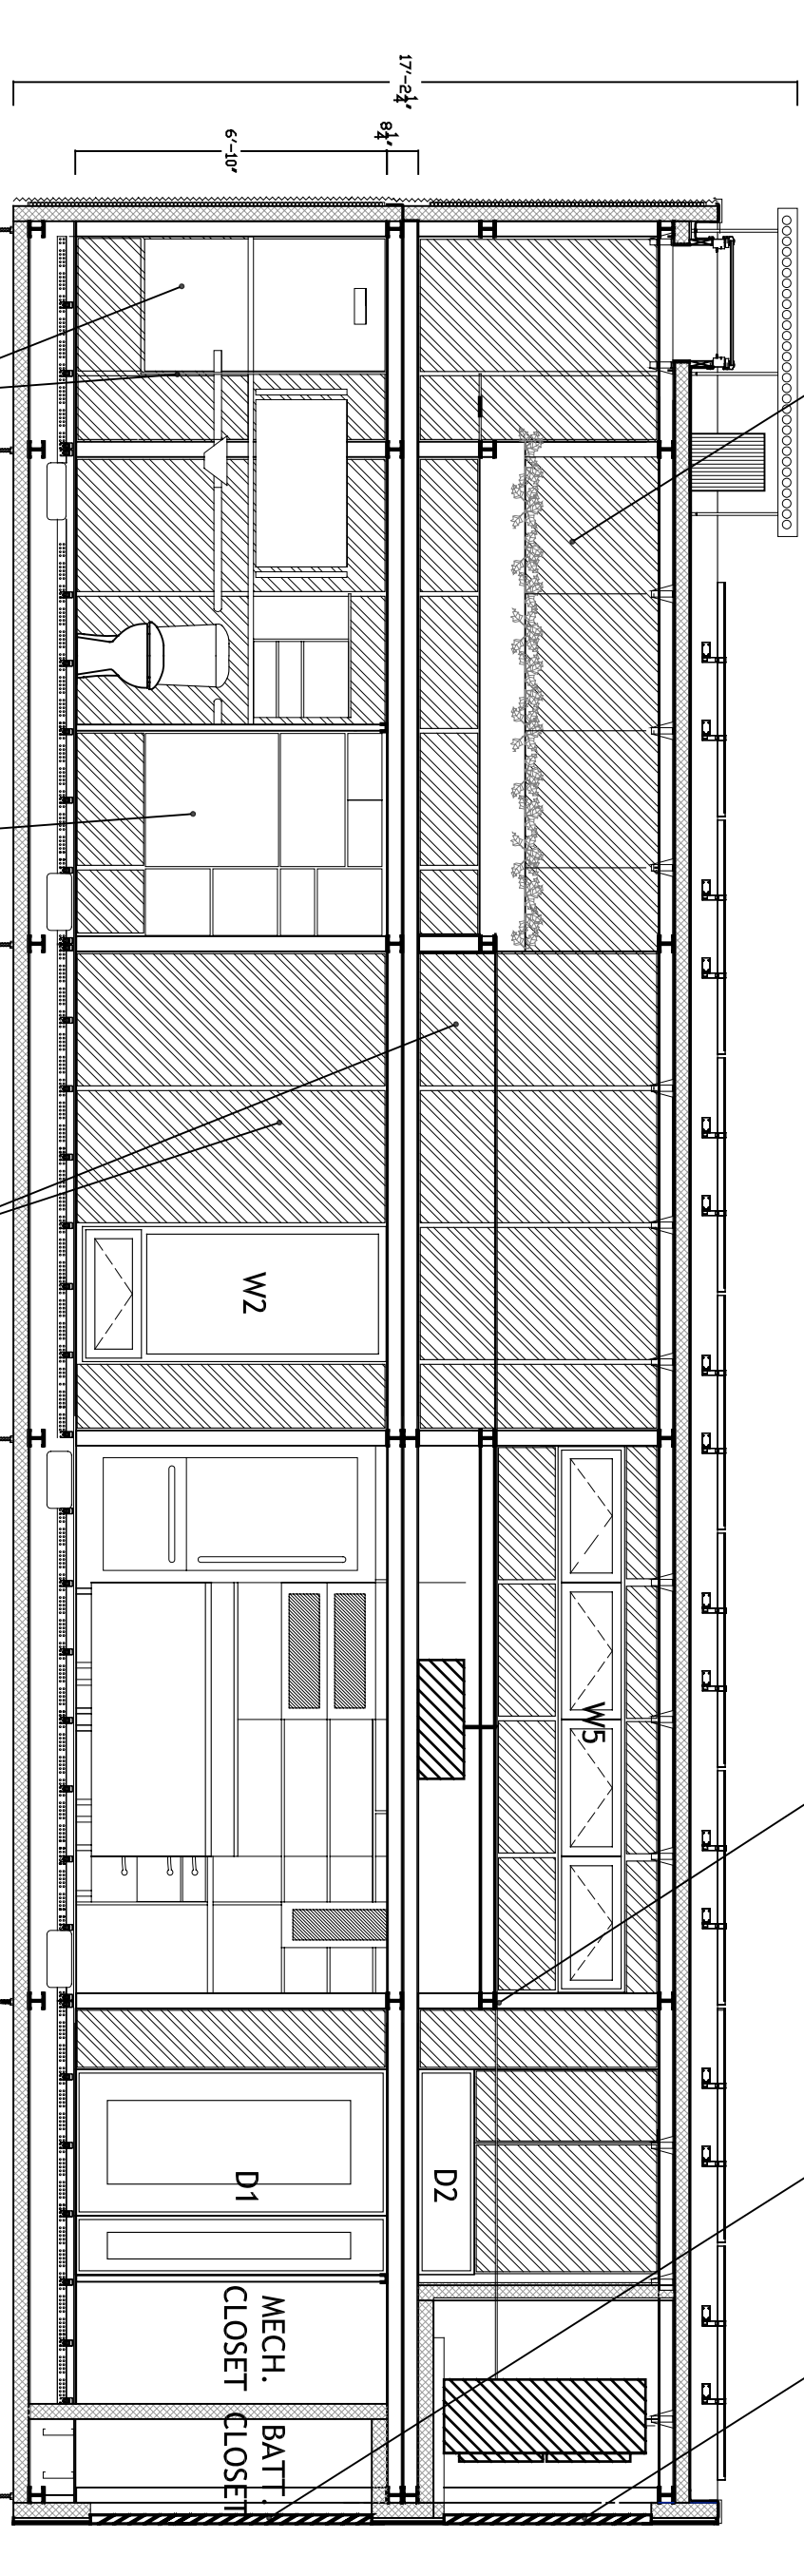 17'-2¼"
8¼"
6'-10"
W2
W5
D1
D2
MECH.
CLOSET
BATT.
CLOSET